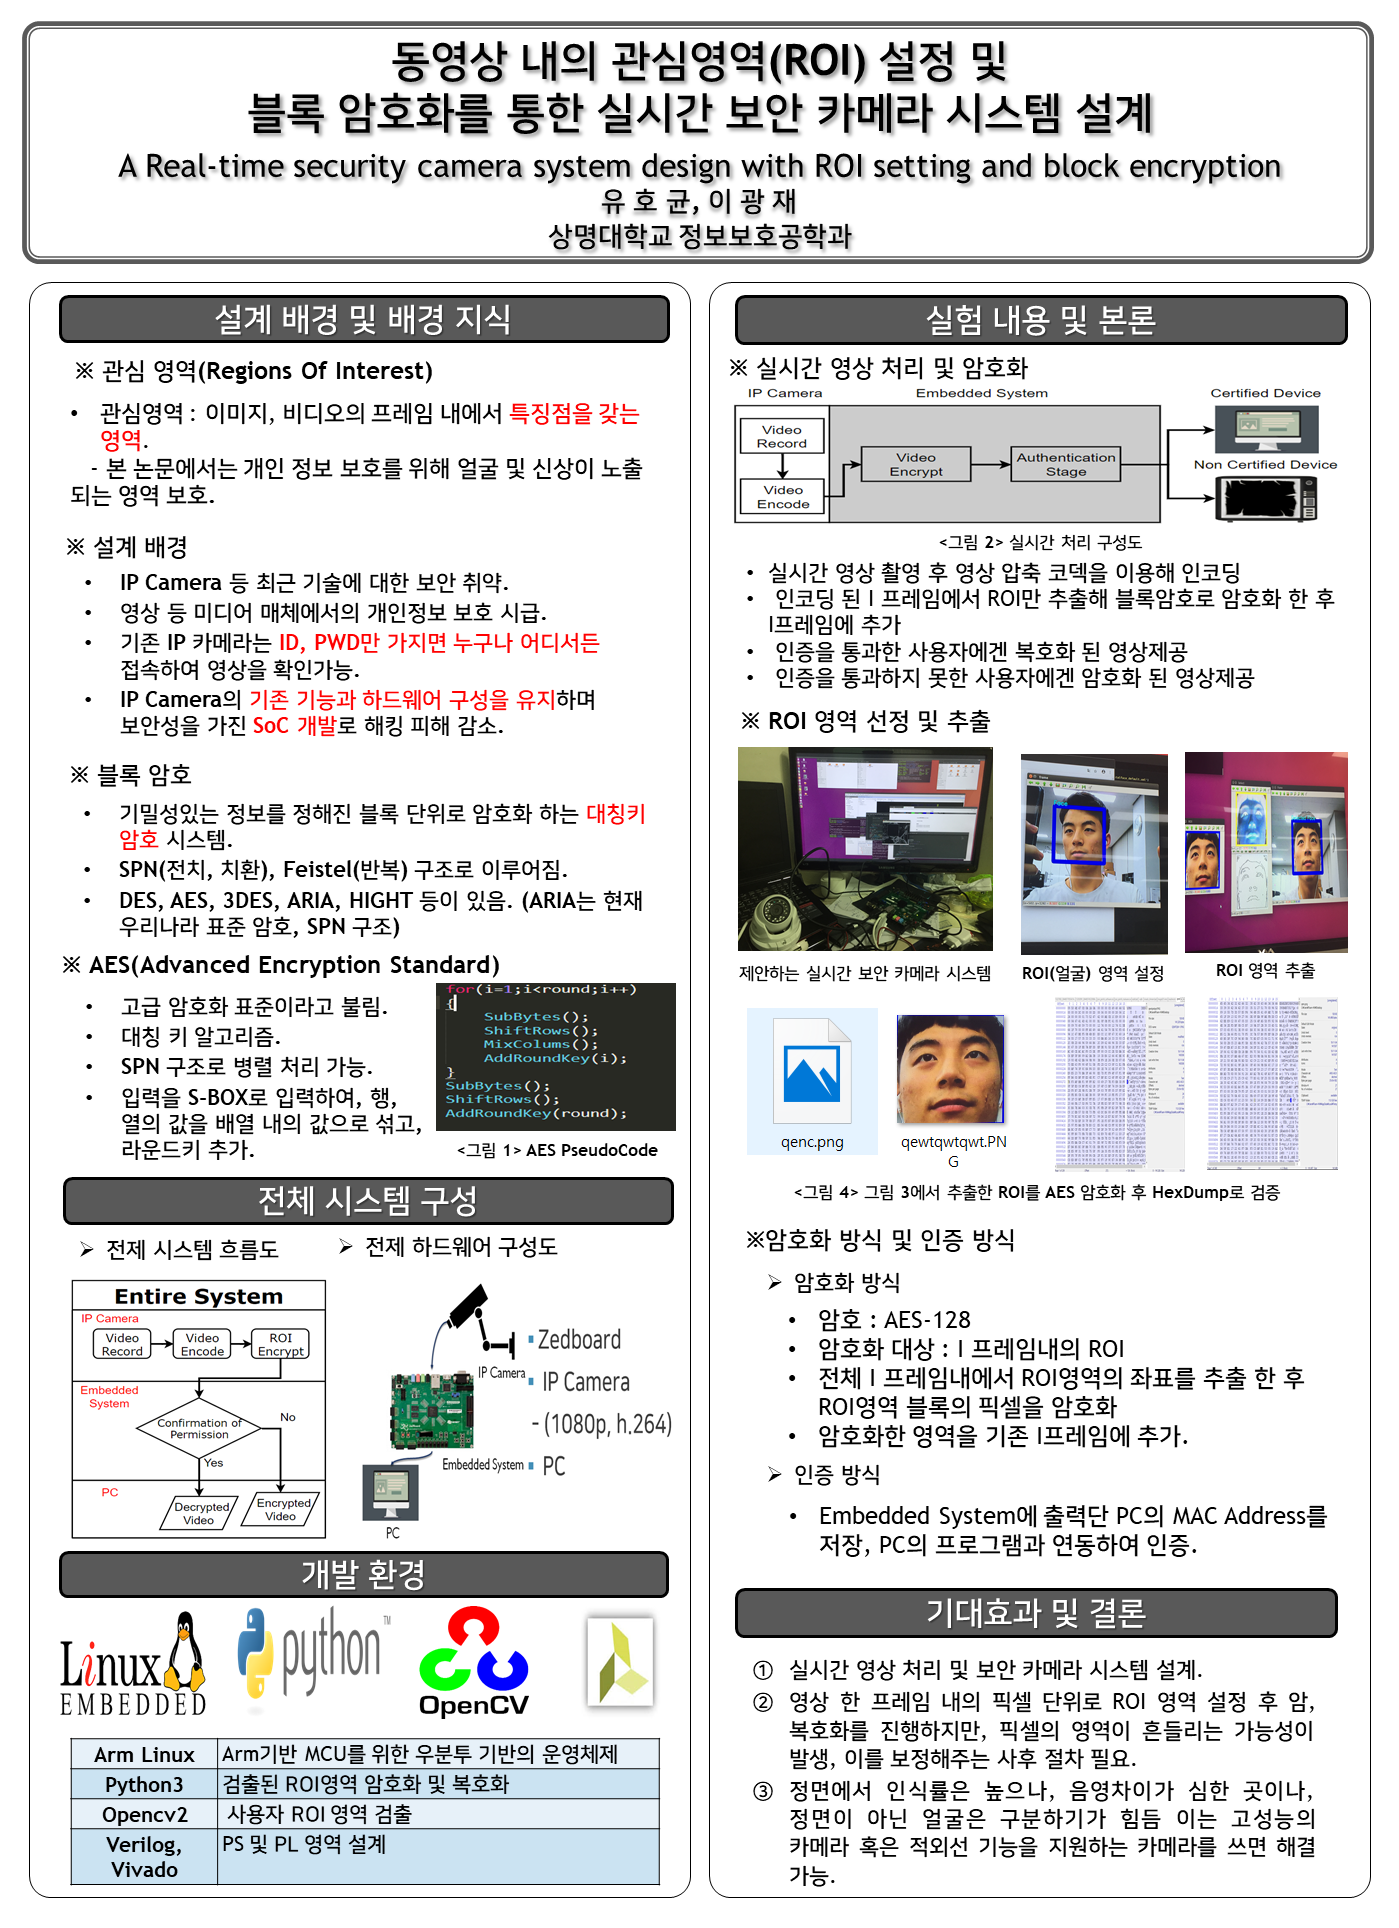 동영상 내의 관심영역(ROI) 설정 및
블록 암호화를 통한 실시간 보안 카메라 시스템 설계
A Real-time security camera system design with ROI setting and block encryption
유 호 균, 이 광 재
상명대학교 정보보호공학과
설계 배경 및 배경 지식
※ 관심 영역(Regions Of Interest)
• 관심영역 : 이미지, 비디오의 프레임 내에서 특징점을 갖는
영역.
- 본 논문에서는 개인 정보 보호를 위해 얼굴 및 신상이 노출
되는 영역 보호.
※ 설계 배경
• IP Camera 등 최근 기술에 대한 보안 취약.
• 영상 등 미디어 매체에서의 개인정보 보호 시급.
• 기존 IP 카메라는 ID, PWD만 가지면 누구나 어디서든
접속하여 영상을 확인가능.
• IP Camera의 기존 기능과 하드웨어 구성을 유지하며
보안성을 가진 SoC 개발로 해킹 피해 감소.
※ 블록 암호
• 기밀성있는 정보를 정해진 블록 단위로 암호화 하는 대칭키
암호 시스템.
• SPN(전치, 치환), Feistel(반복) 구조로 이루어짐.
• DES, AES, 3DES, ARIA, HIGHT 등이 있음. (ARIA는 현재
우리나라 표준 암호, SPN 구조)
※ AES(Advanced Encryption Standard)
• 고급 암호화 표준이라고 불림.
• 대칭 키 알고리즘.
• SPN 구조로 병렬 처리 가능.
• 입력을 S-BOX로 입력하여, 행,
열의 값을 배열 내의 값으로 섞고,
라운드키 추가.
for(i=1;i<round;i++)
{
SubBytes();
ShiftRows();
MixColums();
AddRoundKey(i);
}
SubBytes();
ShiftRows();
AddRoundKey(round);
<그림 1> AES PseudoCode
전체 시스템 구성
➢ 전제 시스템 흐름도
➢ 전제 하드웨어 구성도
Entire System
IP Camera
Video
Record
Video
Encode
ROI
Encrypt
Embedded
System
Confirmation of
Permission
No
Yes
PC
Decrypted
Video
Encrypted
Video
IP Camera
Embedded System
PC
▪ Zedboard
▪ IP Camera
- (1080p, h.264)
▪ PC
개발 환경
Linux
EMBEDDED
python TM
OpenCV
Arm Linux Arm기반 MCU를 위한 우분투 기반의 운영체제
Python3 검출된 ROI영역 암호화 및 복호화
Opencv2 사용자 ROI 영역 검출
Verilog, PS 및 PL 영역 설계
Vivado
실험 내용 및 본론
※ 실시간 영상 처리 및 암호화
IP Camera
Embedded System
Certified Device
Video
Record
Video
Encode
Video
Encrypt
Authentication
Stage
Non Certified Device
<그림 2> 실시간 처리 구성도
• 실시간 영상 촬영 후 영상 압축 코덱을 이용해 인코딩
• 인코딩 된 I 프레임에서 ROI만 추출해 블록암호로 암호화 한 후
I프레임에 추가
• 인증을 통과한 사용자에겐 복호화 된 영상제공
• 인증을 통과하지 못한 사용자에겐 암호화 된 영상제공
※ ROI 영역 선정 및 추출
제안하는 실시간 보안 카메라 시스템
ROI(얼굴) 영역 설정
ROI 영역 추출
qenc.png
qewtqwtqwt.PN
G
<그림 4> 그림 3에서 추출한 ROI를 AES 암호화 후 HexDump로 검증
※암호화 방식 및 인증 방식
➢ 암호화 방식
• 암호 : AES-128
• 암호화 대상 : I 프레임내의 ROI
• 전체 I 프레임내에서 ROI영역의 좌표를 추출 한 후
ROI영역 블록의 픽셀을 암호화
• 암호화한 영역을 기존 I프레임에 추가.
➢ 인증 방식
• Embedded System에 출력단 PC의 MAC Address를
저장, PC의 프로그램과 연동하여 인증.
기대효과 및 결론
① 실시간 영상 처리 및 보안 카메라 시스템 설계.
② 영상 한 프레임 내의 픽셀 단위로 ROI 영역 설정 후 암,
복호화를 진행하지만, 픽셀의 영역이 흔들리는 가능성이
발생, 이를 보정해주는 사후 절차 필요.
③ 정면에서 인식률은 높으나, 음영차이가 심한 곳이나,
정면이 아닌 얼굴은 구분하기가 힘듬 이는 고성능의
카메라 혹은 적외선 기능을 지원하는 카메라를 쓰면 해결
가능.